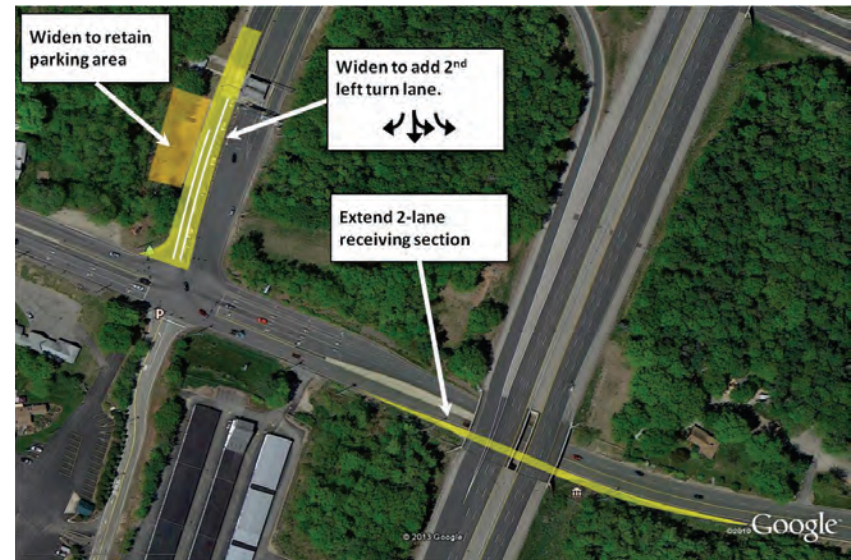 Widen to retain
parking area
Widen to add 2nd
left turn lane.
Extend 2-lane
receiving section
P
© 2013 Google
©2010 Google